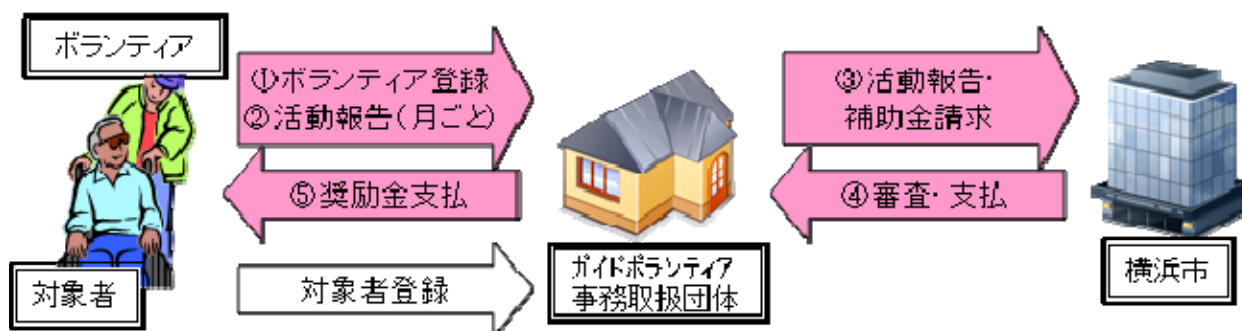 ボランティア
①ボランティア登録
②活動報告(月ごと)
③活動報告・
補助金請求
⑤奨励金支払
④審査・支払
対象者
対象者登録
ガイドボランティア
事務取扱団体
横浜市